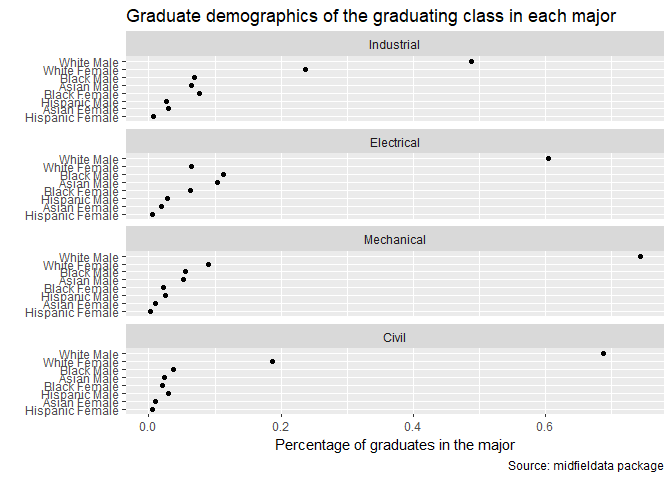 Graduate demographics of the graduating class in each major
Industrial
White Male
White Female
Black Male
Asian Male
Black Female
Hispanic Male
Asian Female
Hispanic Female
Electrical
White Male
White Female
Black Male
Asian Male
Black Female
Hispanic Male
Asian Female
Hispanic Female
Mechanical
White Male
White Female
Black Male
Asian Male
Black Female
Hispanic Male
Asian Female
Hispanic Female
Civil
White Male
White Female
Black Male
Asian Male
Black Female
Hispanic Male
Asian Female
Hispanic Female
0.0 0.2 0.4 0.6
Percentage of graduates in the major
Source: midfieldata package